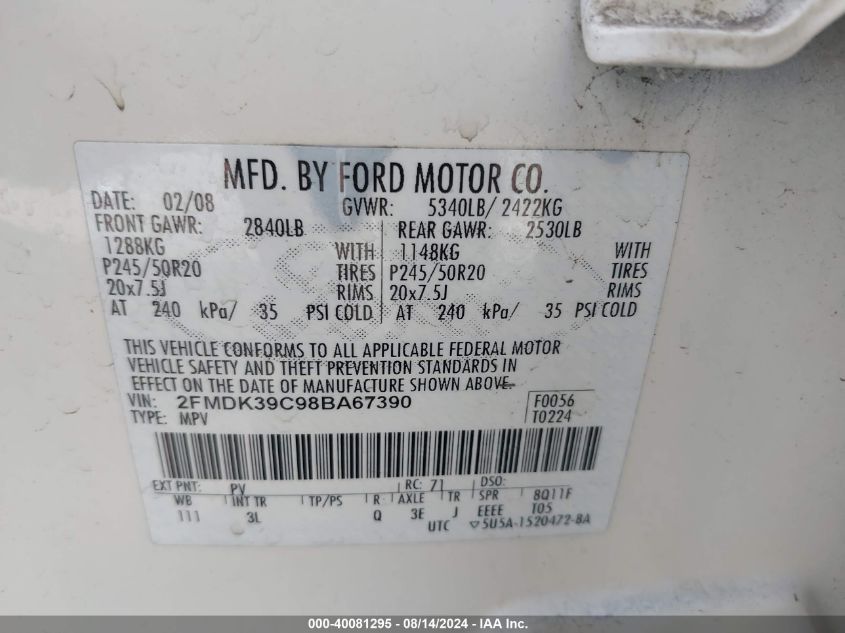 MFD. BY FORD MOTOR CO.
DATE: 02/08 GVWR: 5340LB/ 2422KG
FRONT GAWR: 2840LB REAR GAWR: 2530LB
1288KG WITH 1148KG WITH
P245/50R20 TIRES P245/50R20 TIRES
20x7.5J RIMS 20x7.5J RIMS
AT 240 kPa/ 35 PSI COLD AT 240 kPa/ 35 PSI COLD
THIS VEHICLE CONFORMS TO ALL APPLICABLE FEDERAL MOTOR
VEHICLE SAFETY AND THEFT PREVENTION STANDARDS IN
EFFECT ON THE DATE OF MANUFACTURE SHOWN ABOVE.
VIN: 2FMDK39C98BA67390 F0056
TYPE: MPV T0224
EXT PNT: PV RC: 71 DSO:
WB INT TR TP/PS R AXLE TR SPR 8Q11F
111 3L Q 3E J EEEE T05
UTC ▽5U5A-1520472-BA
000-40081295 - 08/14/2024 - IAA Inc.